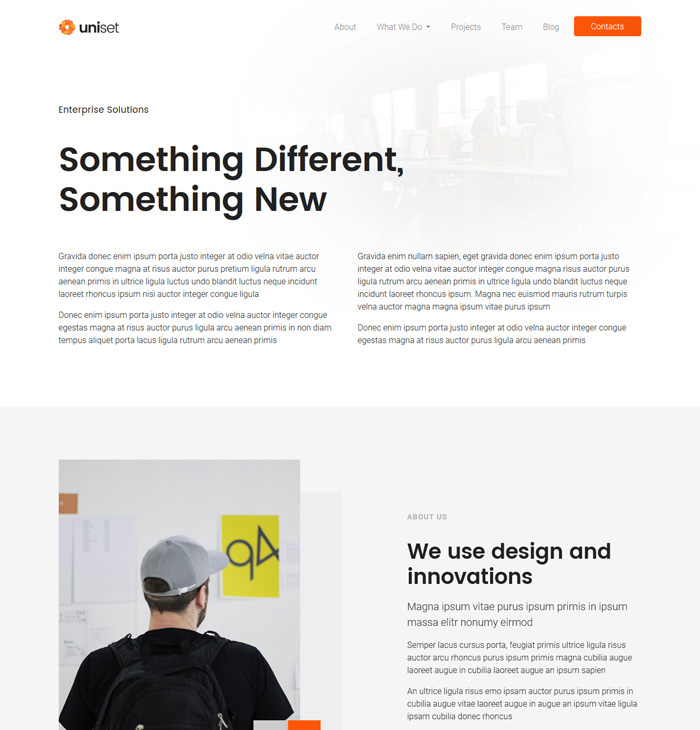 uniset
About What We Do Projects Team Blog Contacts
Enterprise Solutions
Something Different,
Something New
Gravida donec enim ipsum porta justo integer at odio velna vitae auctor
integer congue magna at risus auctor purus pretium ligula rutrum arcu
aenean primis in ultrice ligula luctus undo blandit luctus neque incidunt
laoreet rhoncus ipsum nisi auctor integer congue ligula
Donec enim ipsum porta justo integer at odio velna auctor integer congue
egestas magna at risus auctor purus ligula arcu aenean primis in non diam
tempus aliquet porta lacus ligula rutrum arcu aenean primis
Gravida enim nullam sapien, eget gravida donec enim ipsum porta justo
integer at odio velna vitae auctor integer congue magna risus auctor purus
ligula rutrum arcu aenean primis in ultrice ligula undo blandit luctus neque
incidunt laoreet rhoncus ipsum. Magna nec euismod mauris rutrum turpis
velna auctor magna magna ipsum vitae purus ipsum
Donec enim ipsum porta justo integer at odio velna auctor integer congue
egestas magna at risus auctor purus ligula arcu aenean primis
94
ABOUT US
We use design and
innovations
Magna ipsum vitae purus ipsum primis in ipsum
massa elitr nonumy eirmod
Semper lacus cursus porta, feugiat primis ultrice ligula risus
auctor arcu rhoncus purus ipsum primis magna cubilia augue
laoreet augue in cubilia laoreet augue an ipsum sapien
An ultrice ligula risus emo ipsam auctor purus ipsum primis in
cubilia augue vitae laoreet augue in augue an ipsum vitae ligula
ipsam cubilia donec rhoncus